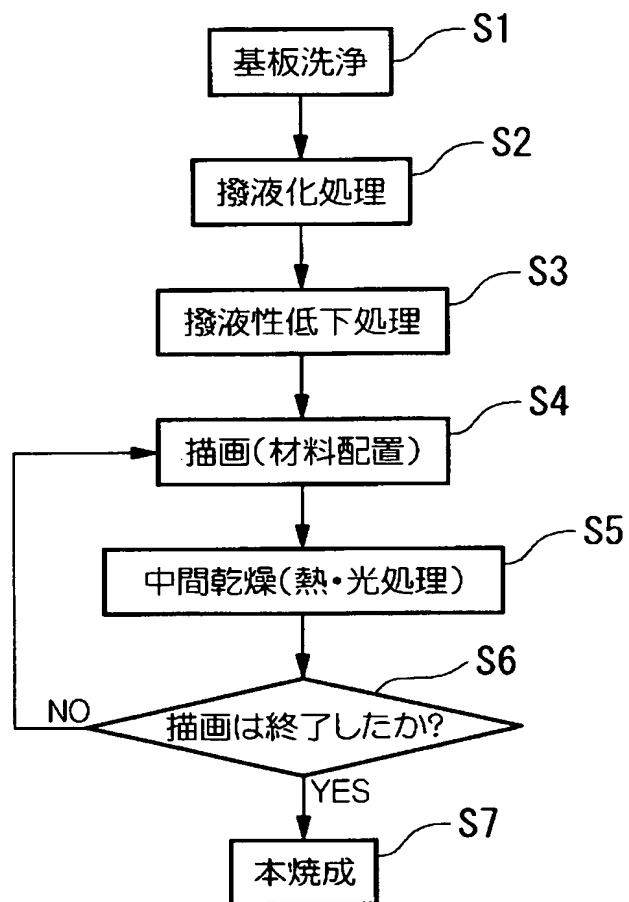 S1
基板洗浄
S2
撥液化処理
S3
撥液性低下処理
S4
描画(材料配置)
S5
中間乾燥(熱・光処理)
S6
描画は終了したか?
NO
YES
S7
本焼成